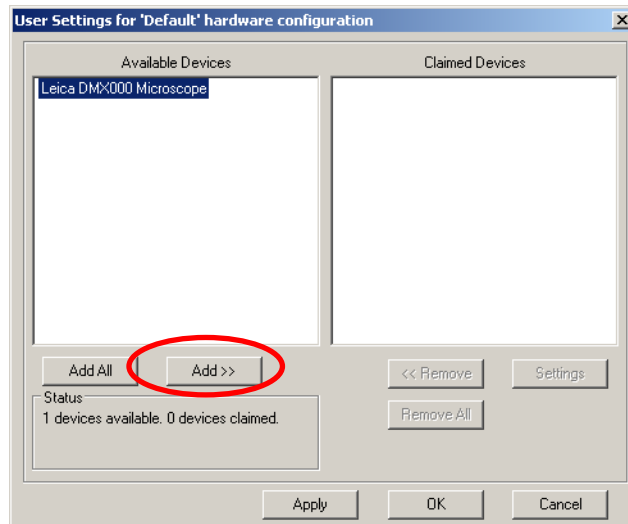 User Settings for 'Default' hardware configuration
Available Devices
Claimed Devices
Leica DMX000 Microscope
Add All
Add >>
<< Remove
Settings
Status
1 devices available. 0 devices claimed.
Remove All
Apply
OK
Cancel